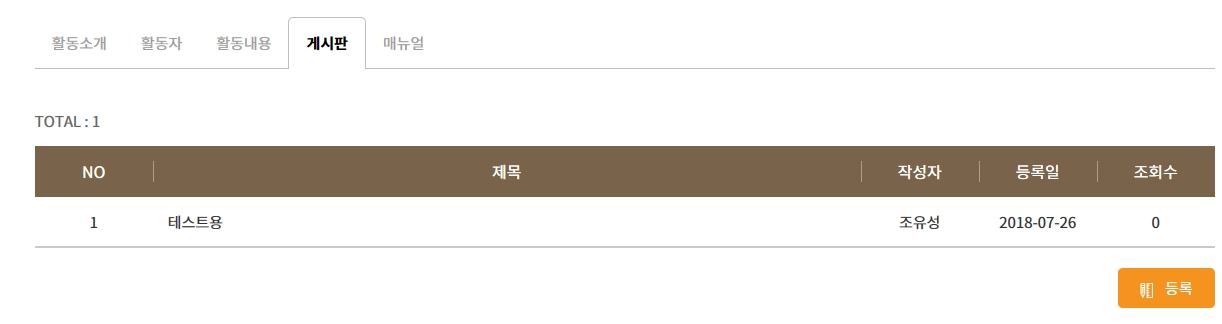 활동소개 활동자 활동내용 게시판 매뉴얼
TOTAL : 1
NO 제목 작성자 등록일 조회수
1 테스트용 조유성 2018-07-26 0
등록